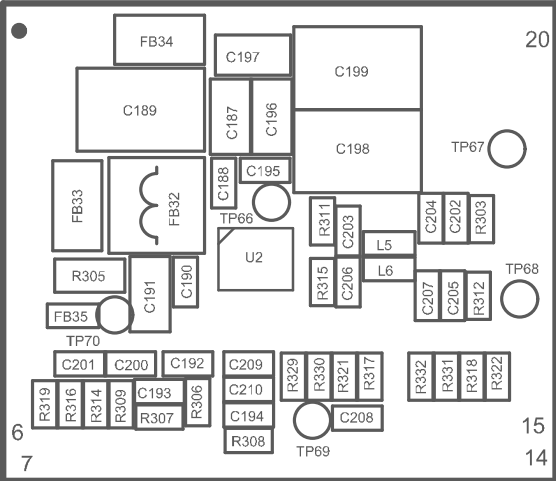 FB34
20
C197
C199
C189
C187
C196
C198
TP67
C188
C195
FB33
FB32
TP66
R311
C203
C204
C202
R303
L5
U2
L6
R305
C191
C190
R315
C206
C207
C205
R312
TP68
FB35
TP70
C201
C200
C192
C209
R329
R330
R321
R317
R332
R331
R318
R322
R319
R316
R314
R309
C193
R306
C210
R307
C194
C208
R308
TP69
6
15
7
14